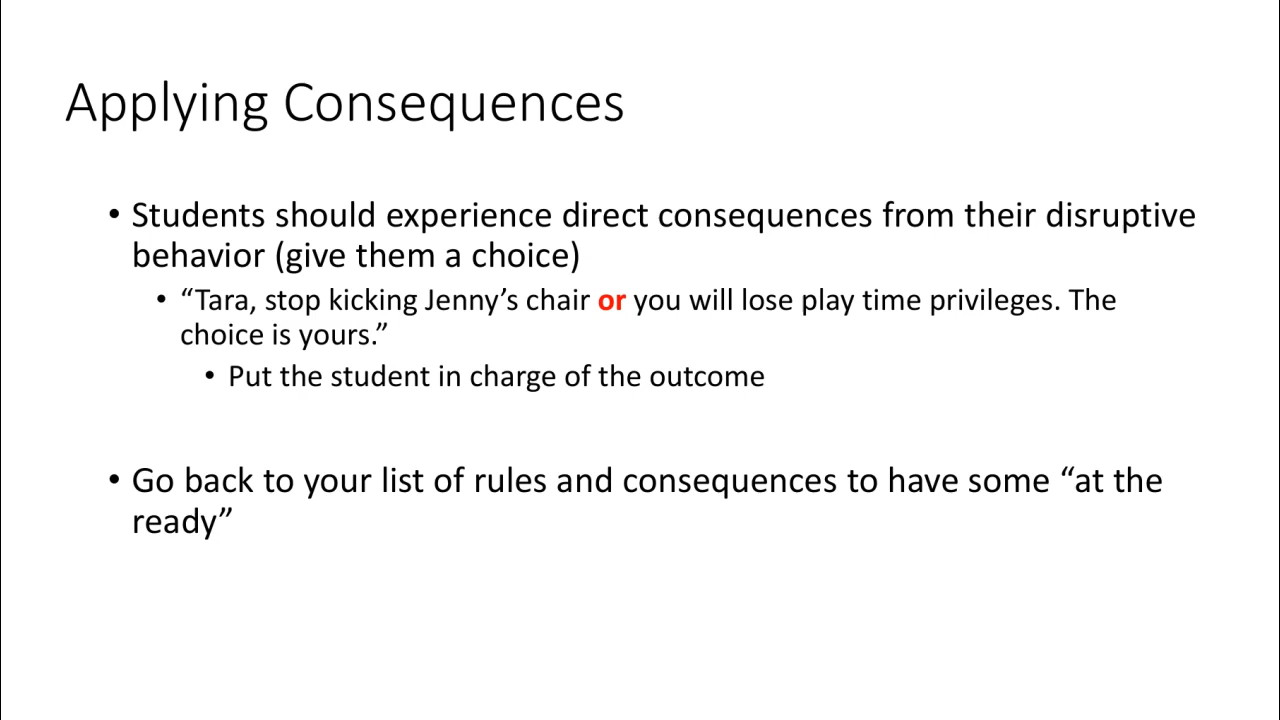 Applying Consequences
• Students should experience direct consequences from their disruptive
behavior (give them a choice)
• “Tara, stop kicking Jenny’s chair or you will lose play time privileges. The
choice is yours.”
• Put the student in charge of the outcome
• Go back to your list of rules and consequences to have some “at the
ready”